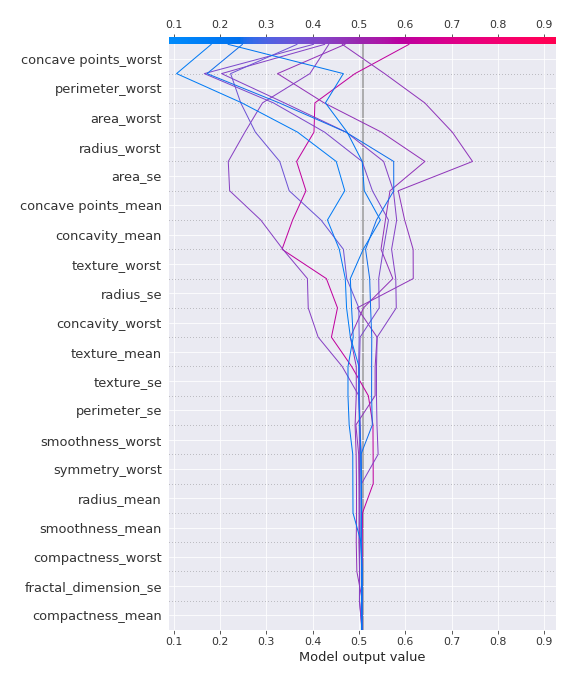 0.1 0.2 0.3 0.4 0.5 0.6 0.7 0.8 0.9
concave points_worst
perimeter_worst
area_worst
radius_worst
area_se
concave points_mean
concavity_mean
texture_worst
radius_se
concavity_worst
texture_mean
texture_se
perimeter_se
smoothness_worst
symmetry_worst
radius_mean
smoothness_mean
compactness_worst
fractal_dimension_se
compactness_mean
0.1 0.2 0.3 0.4 0.5 0.6 0.7 0.8 0.9
Model output value